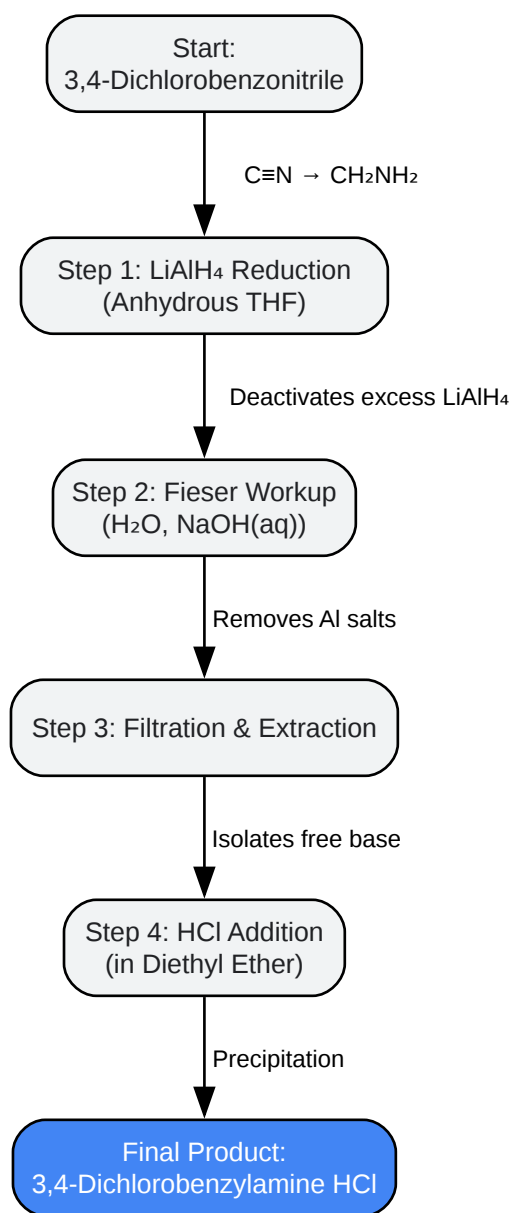 Start:
3,4-Dichlorobenzonitrile
C≡N → CH₂NH₂
Step 1: LiAlH₄ Reduction
(Anhydrous THF)
Deactivates excess LiAlH₄
Step 2: Fieser Workup
(H₂O, NaOH(aq))
Removes Al salts
Step 3: Filtration & Extraction
Isolates free base
Step 4: HCl Addition
(in Diethyl Ether)
Precipitation
Final Product:
3,4-Dichlorobenzylamine HCl